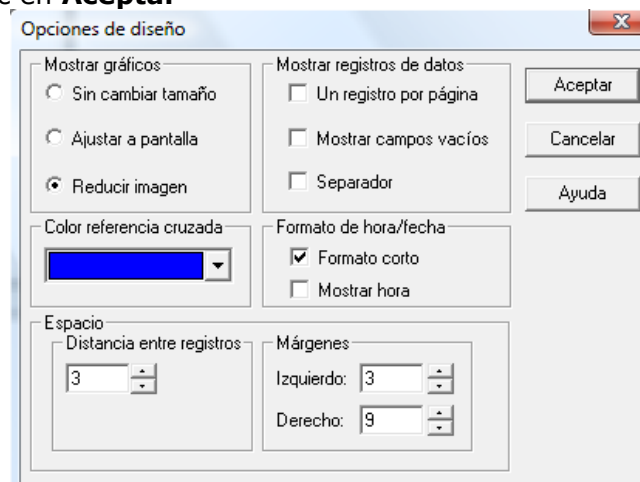 e en Aceptar
Opciones de diseño
Mostrar gráficos
Sin cambiar tamaño
Ajustar a pantalla
Reducir imagen
Mostrar registros de datos
Un registro por página
Mostrar campos vacíos
Separador
Aceptar
Cancelar
Ayuda
Color referencia cruzada
Formato de hora/fecha
Formato corto
Mostrar hora
Espacio
Distancia entre registros
3
Márgenes
Izquierdo: 3
Derecho: 9